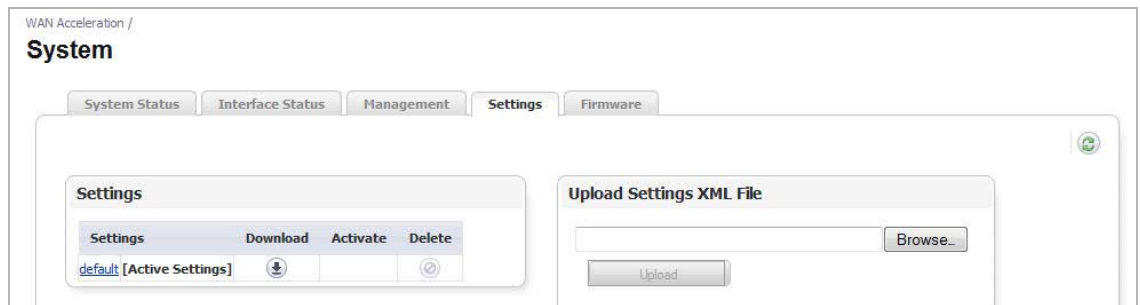 WAN Acceleration /
System
System Status Interface Status Management Settings Firmware
Settings
Settings Download Activate Delete
default [Active Settings]
Upload Settings XML File
Browse...
Upload